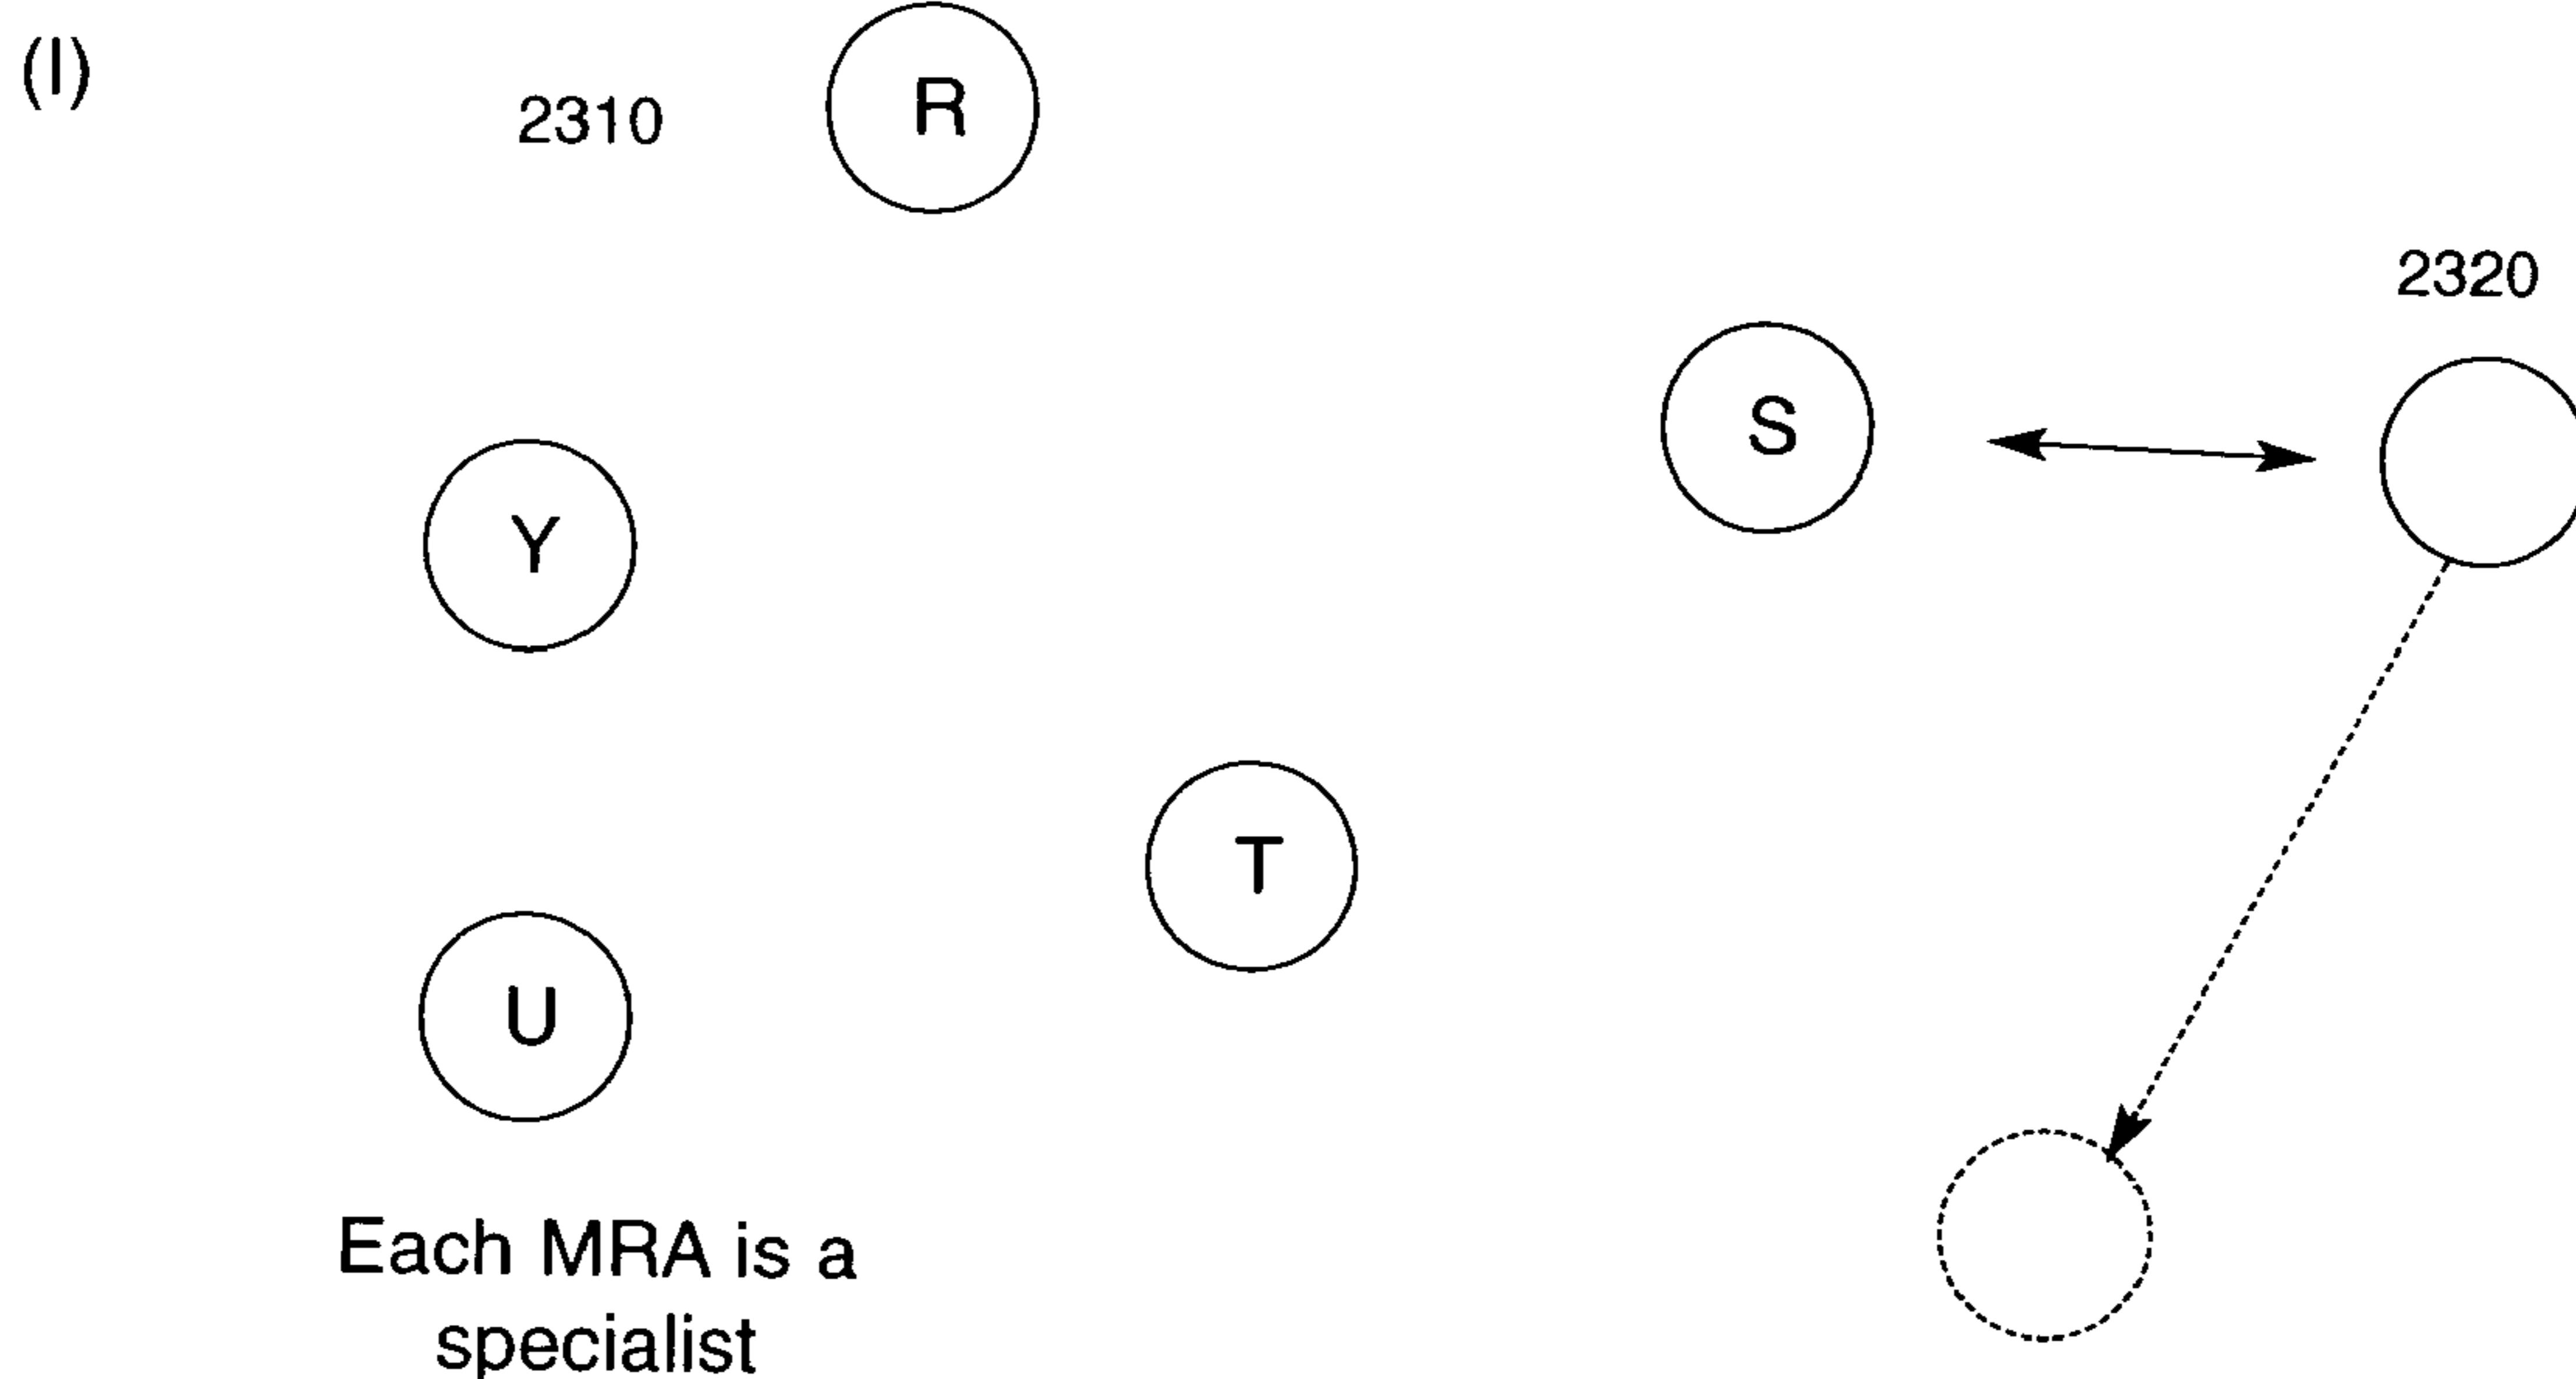 (I)
2310
R
2320
S
Y
T
U
Each MRA is a
specialist